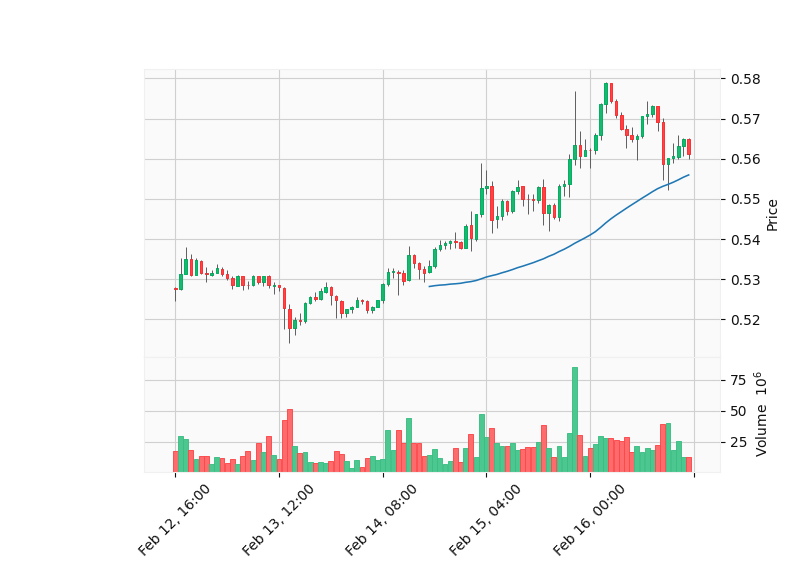 0.58
0.57
0.56
0.55
0.54
0.53
0.52
Price
75
50
25
Volume 10⁶
Feb 12, 16:00
Feb 13, 12:00
Feb 14, 08:00
Feb 15, 04:00
Feb 16, 00:00